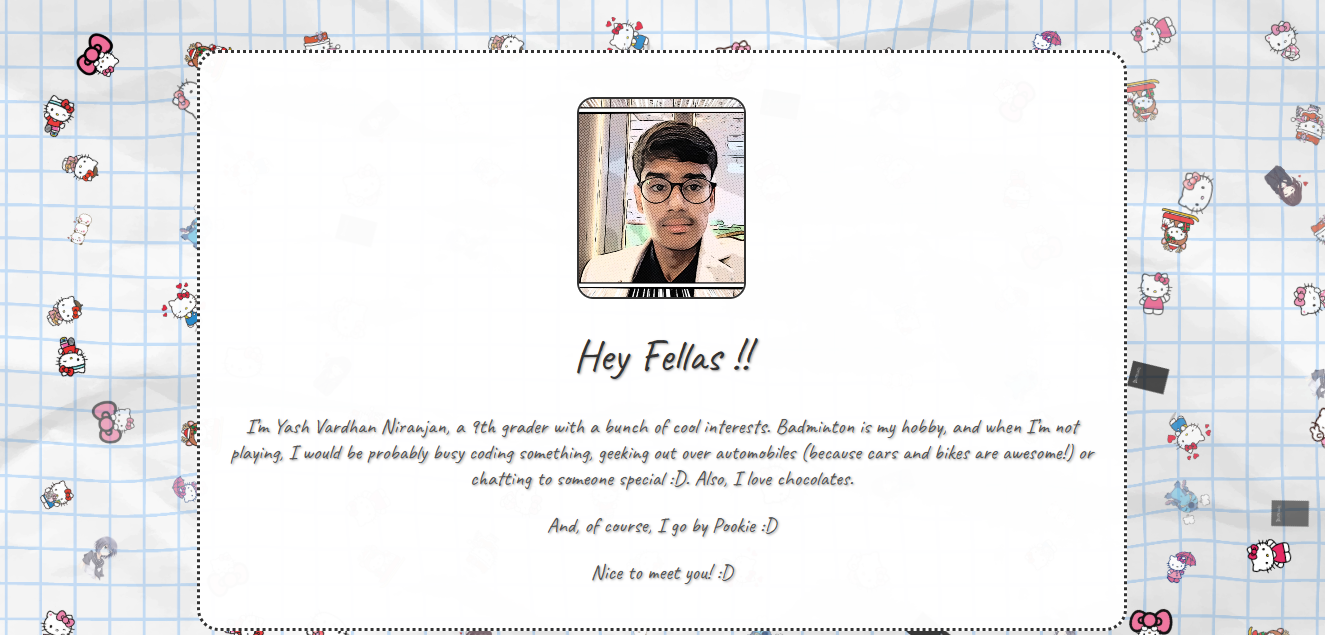 Hey Fellas !!
I'm Yash Vardhan Niranjan, a 9th grader with a bunch of cool interests. Badminton is my hobby, and when I'm not
playing, I would be probably busy coding something, geeking out over automobiles (because cars and bikes are awesome!) or
chatting to someone special :D. Also, I love chocolates.
And, of course, I go by Pookie :D
Nice to meet you! :D